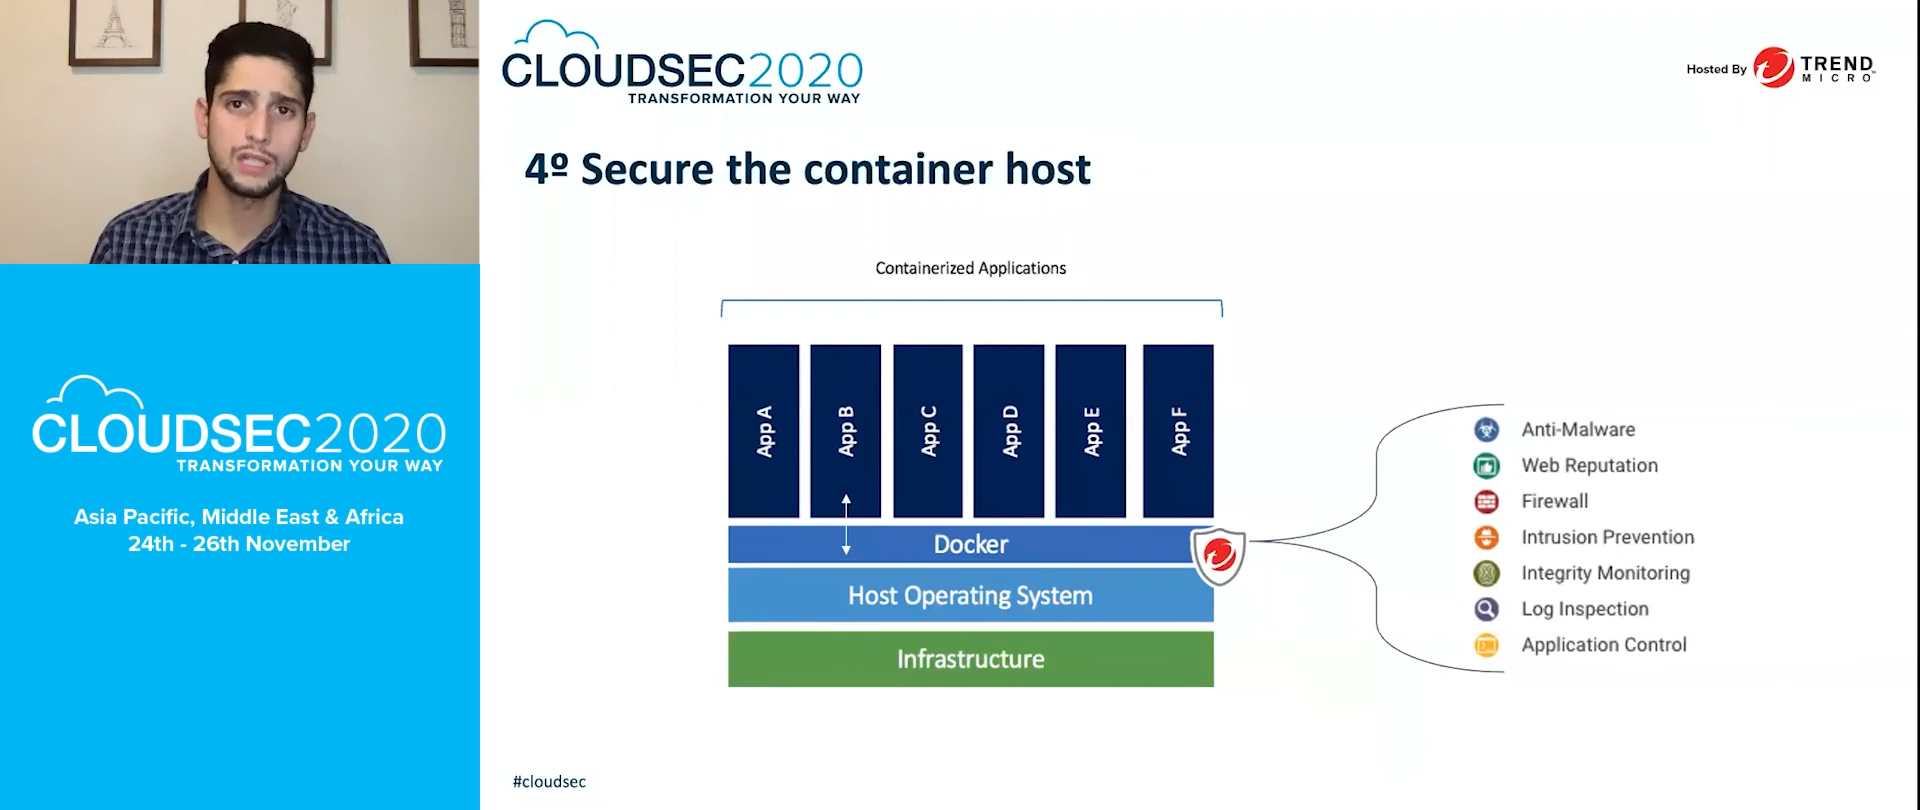 CLOUDSEC2020
TRANSFORMATION YOUR WAY
Asia Pacific, Middle East & Africa
24th - 26th November
CLOUDSEC2020
TRANSFORMATION YOUR WAY
Hosted By
TREND
MICRO
4º Secure the container host
Containerized Applications
App A
App B
App C
App D
App E
App F
Docker
Host Operating System
Infrastructure
Anti-Malware
Web Reputation
Firewall
Intrusion Prevention
Integrity Monitoring
Log Inspection
Application Control
#cloudsec